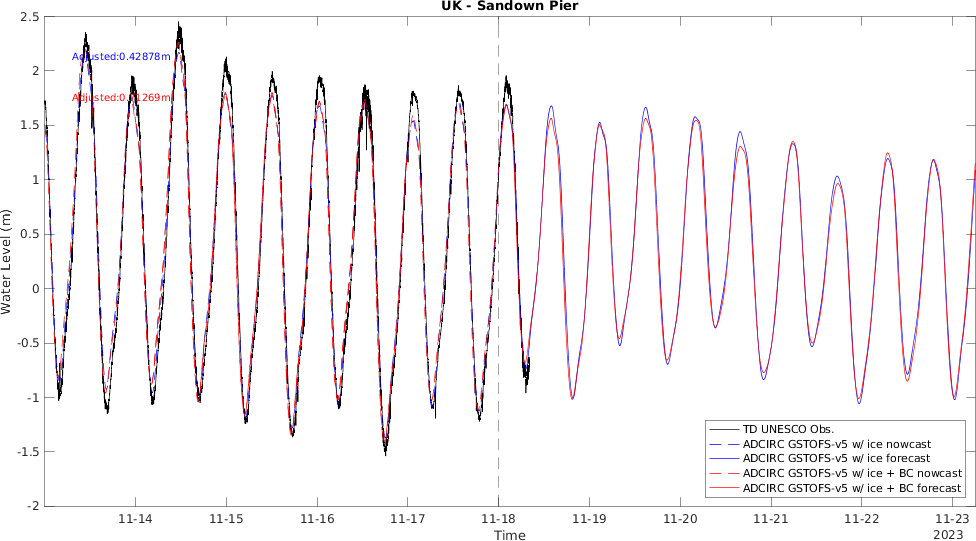 UK - Sandown Pier
2.5
2
1.5
1
0.5
0
-0.5
-1
-1.5
-2
Water Level (m)
Adjusted:0.42878m
TD UNESCO Obs.
ADCIRC GSTOFS-v5 w/ ice nowcast
ADCIRC GSTOFS-v5 w/ ice forecast
ADCIRC GSTOFS-v5 w/ ice + BC nowcast
ADCIRC GSTOFS-v5 w/ ice + BC forecast
11-14 11-15 11-16 11-17 11-18 11-19 11-20 11-21 11-22 11-23
Time
2023